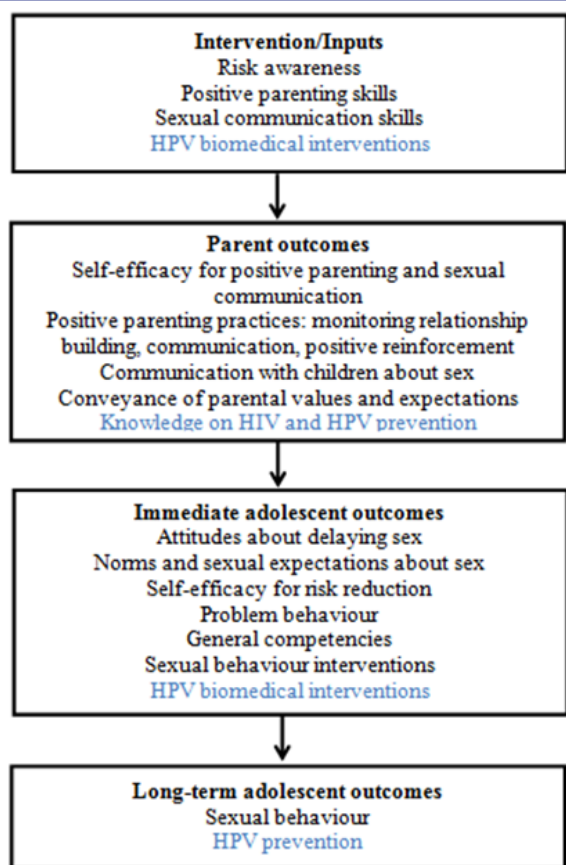 Intervention/Inputs
Risk awareness
Positive parenting skills
Sexual communication skills
HPV biomedical interventions
Parent outcomes
Self-efficacy for positive parenting and sexual
communication
Positive parenting practices: monitoring relationship
building, communication, positive reinforcement
Communication with children about sex
Conveyance of parental values and expectations
Knowledge on HIV and HPV prevention
Immediate adolescent outcomes
Attitudes about delaying sex
Norms and sexual expectations about sex
Self-efficacy for risk reduction
Problem behaviour
General competencies
Sexual behaviour interventions
HPV biomedical interventions
Long-term adolescent outcomes
Sexual behaviour
HPV prevention